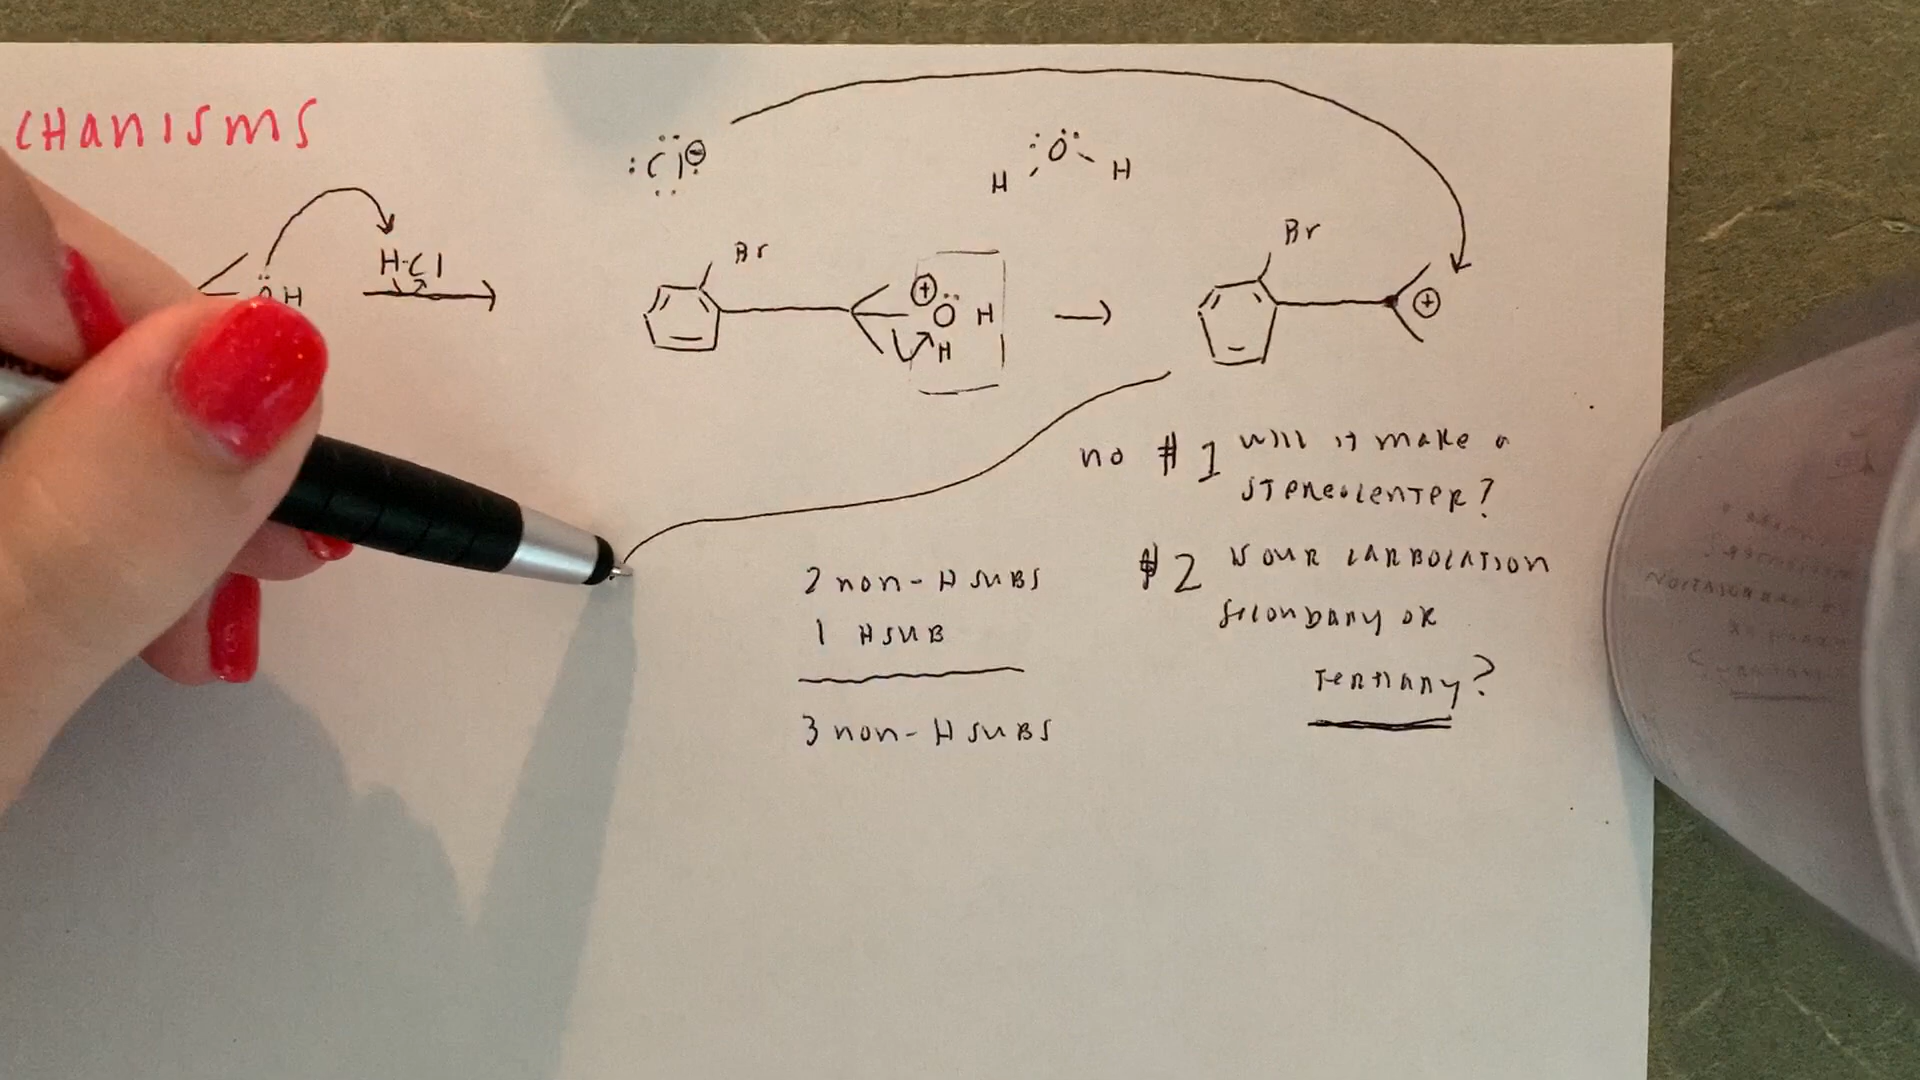 CHANISMS
:Cl:⊖
H O H
Br
Br
OH
H-Cl
⊕
O H
H
⊕
no #1 will it make a
STEREOCENTER?
#2 IS OUR CARBOCATION
SECONDARY OR
TERTIARY?
2 non-H SUBS
1 H SUB
3 non-H SUBS